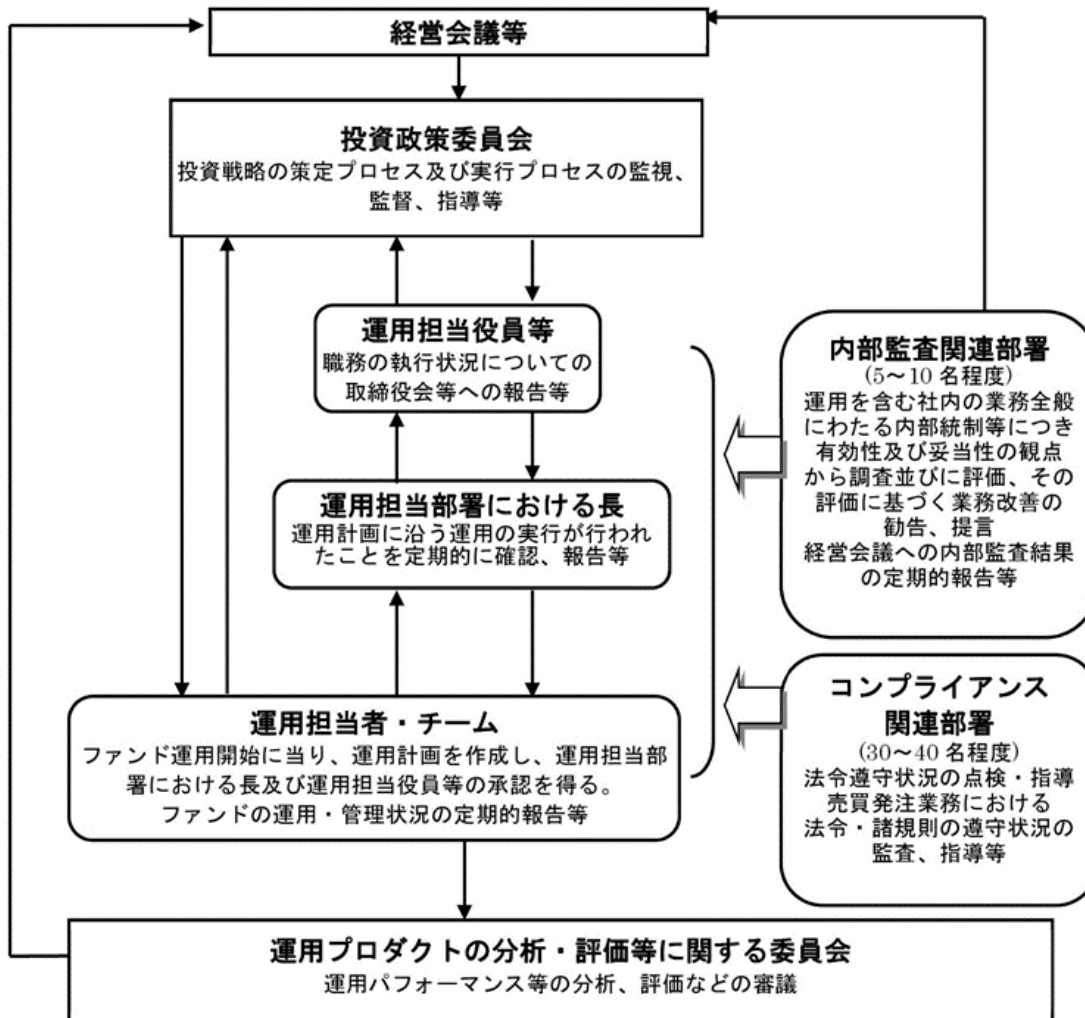 経営会議等
投資政策委員会
投資戦略の策定プロセス及び実行プロセスの監視、
監督、指導等
運用担当役員等
職務の執行状況についての
取締役会等への報告等
運用担当部署における長
運用計画に沿う運用の実行が行われ
たことを定期的に確認、報告等
運用担当者・チーム
ファンド運用開始に当り、運用計画を作成し、運用担当部
署における長及び運用担当役員等の承認を得る。
ファンドの運用・管理状況の定期的報告等
内部監査関連部署
(5～10 名程度)
運用を含む社内の業務全般
にわたる内部統制等につき
有効性及び妥当性の観点
から調査並びに評価、その
評価に基づく業務改善の
勧告、提言
経営会議への内部監査結果
の定期的報告等
コンプライアンス
関連部署
(30～40 名程度)
法令遵守状況の点検・指導
売買発注業務における
法令・諸規則の遵守状況の
監査、指導等
運用プロダクトの分析・評価等に関する委員会
運用パフォーマンス等の分析、評価などの審議